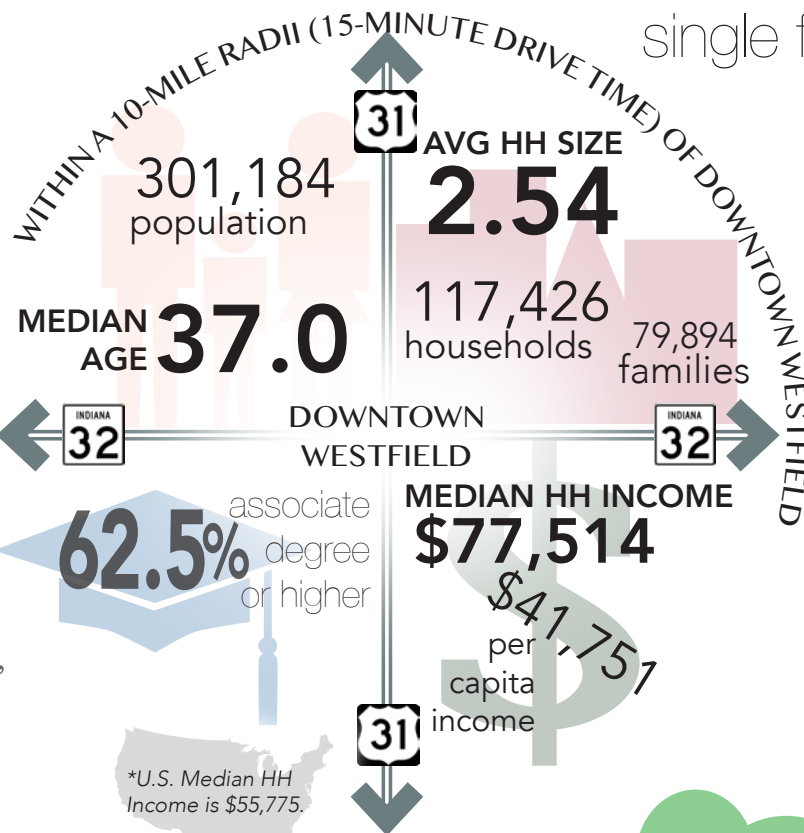 WITHIN A 10-MILE RADII (15-MINUTE DRIVE TIME) OF DOWNTOWN WESTFIELD
single f
31
301,184
population
MEDIAN
AGE 37.0
AVG HH SIZE
2.54
117,426
households
79,894
families
INDIANA
32
DOWNTOWN
WESTFIELD
INDIANA
32
62.5%
associate
degree
or higher
MEDIAN HH INCOME
$77,514
$41,751
per
capita
income
31
,
*U.S. Median HH
Income is $55,775.